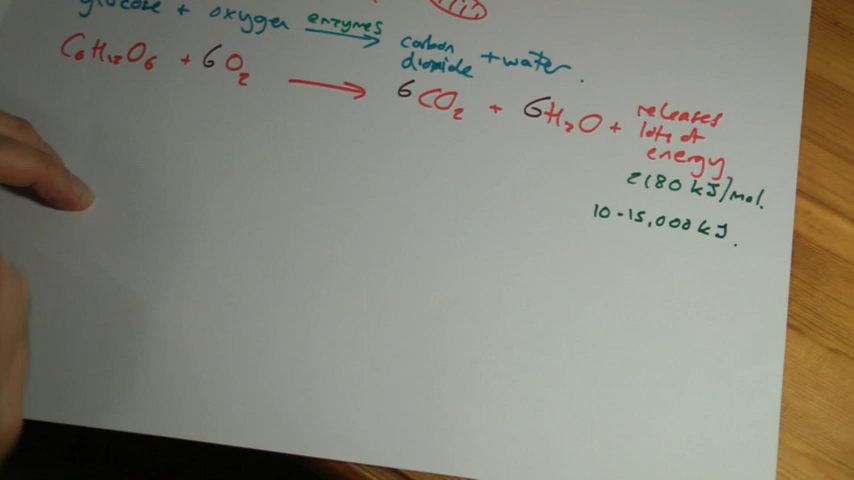 glucose + oxygen enzymes carbon dioxide + water.
C6H12O6 + 6O2 → 6CO2 + 6H2O + releases
lots of
energy
2180 kJ/mol.
10-15,000 kJ.